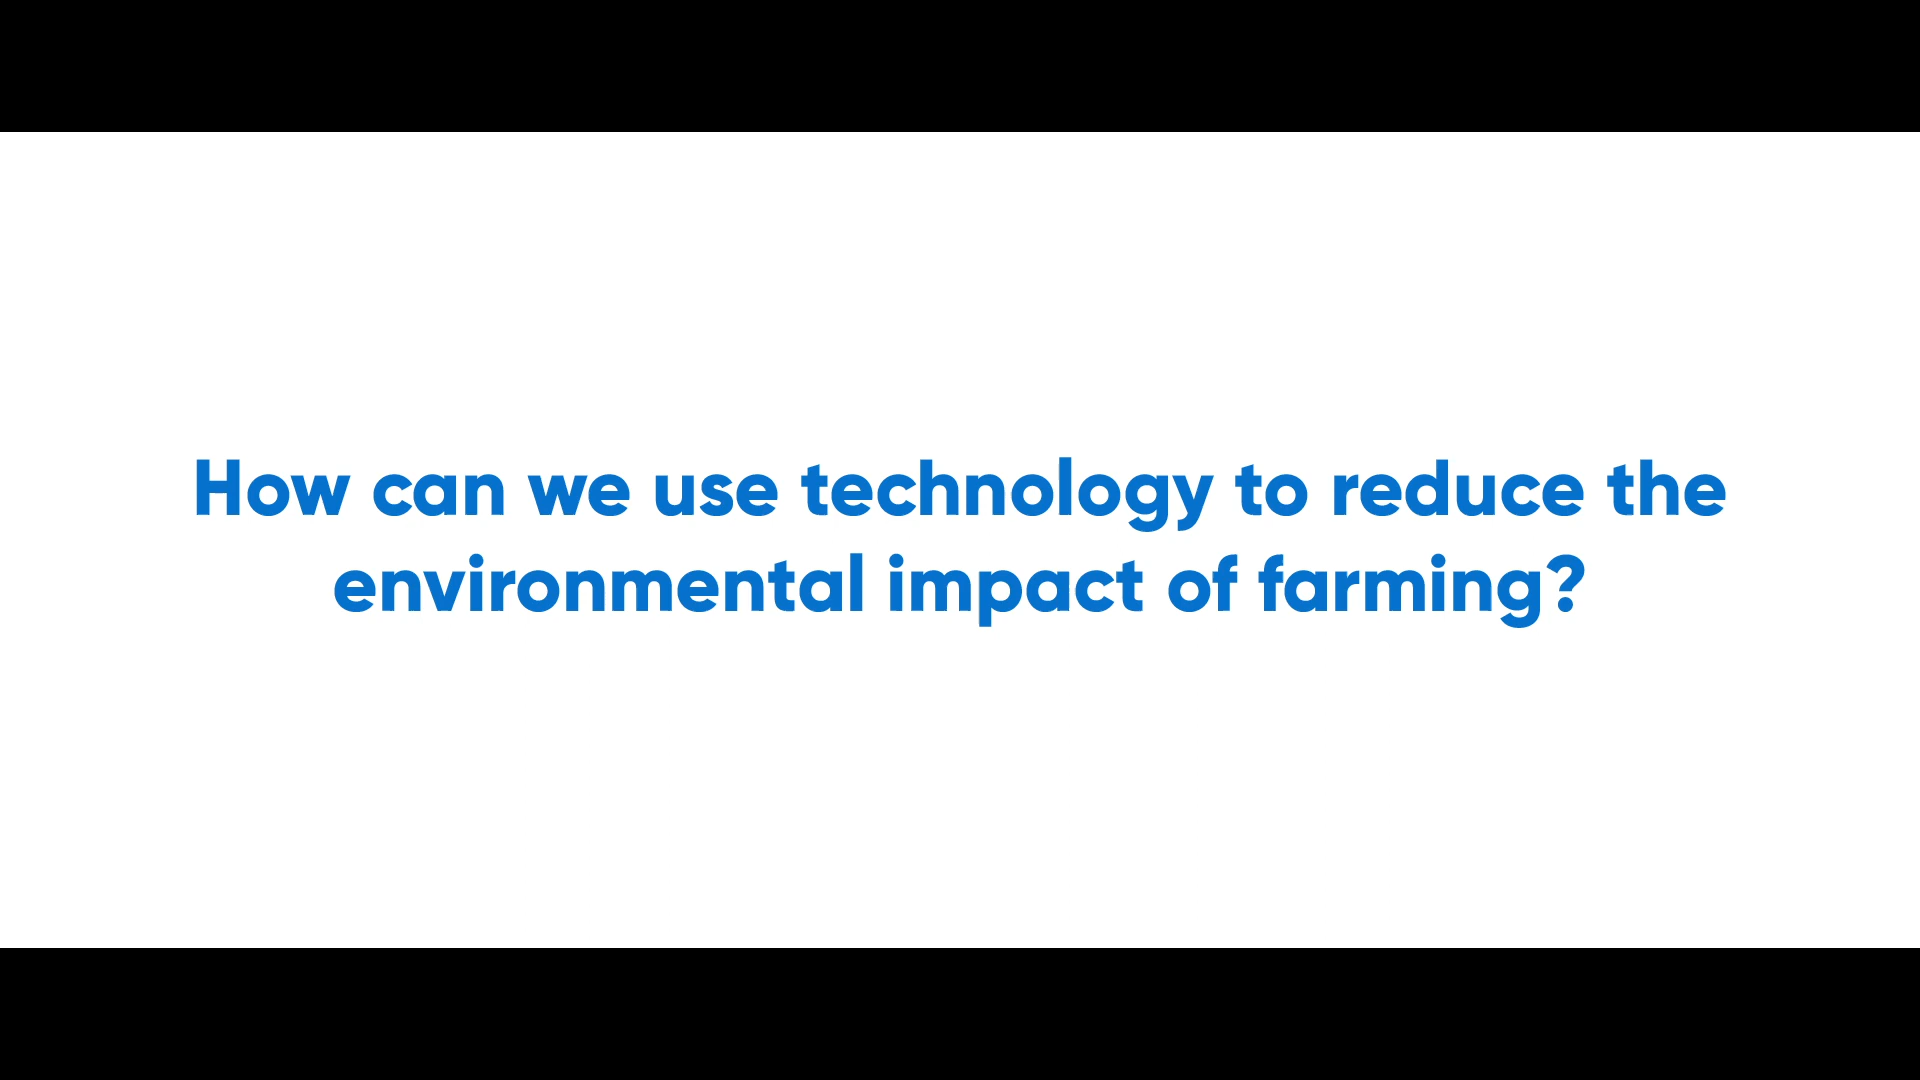 How can we use technology to reduce the
environmental impact of farming?